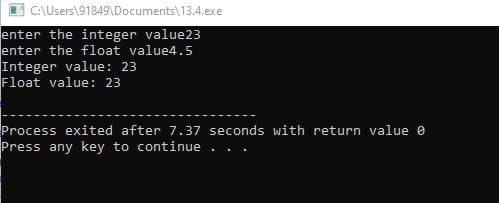 C:\Users\91849\Documents\13.4.exe
enter the integer value23
enter the float value4.5
Integer value: 23
Float value: 23
--------------------------------
Process exited after 7.37 seconds with return value 0
Press any key to continue . . .